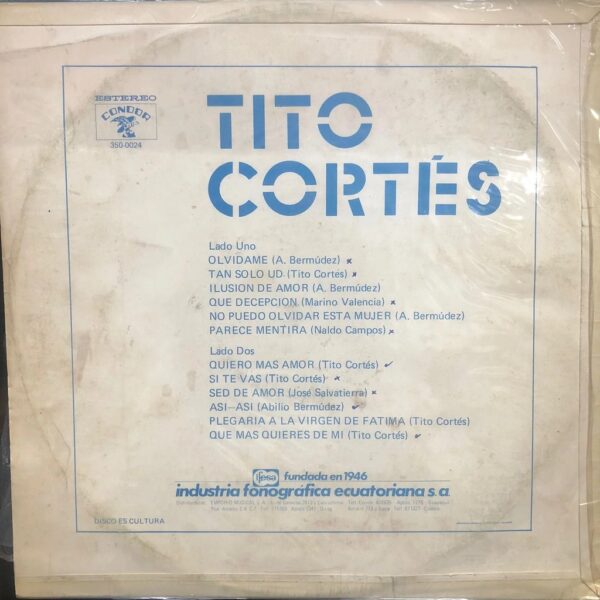 ESTEREO
CONDOR
350-0024
TITO
CORTÉS
Lado Uno
OLVIDAME (A. Bermúdez)
TAN SOLO UD (Tito Cortés)
ILUSION DE AMOR (A. Bermúdez)
QUE DECEPCION (Marino Valencia)
NO PUEDO OLVIDAR ESTA MUJER (A. Bermúdez)
PARECE MENTIRA (Naldo Campos)
Lado Dos
QUIERO MAS AMOR (Tito Cortés)
SI TE VAS (Tito Cortés)
SED DE AMOR (José Salvatierra)
ASI-ASI (Abilio Bermúdez)
PLEGARIA A LA VIRGEN DE FATIMA (Tito Cortés)
QUE MAS QUIERES DE MI (Tito Cortés)
ifesa fundada en 1946
industria fonográfica ecuatoriana s.a.
DISCO ES CULTURA